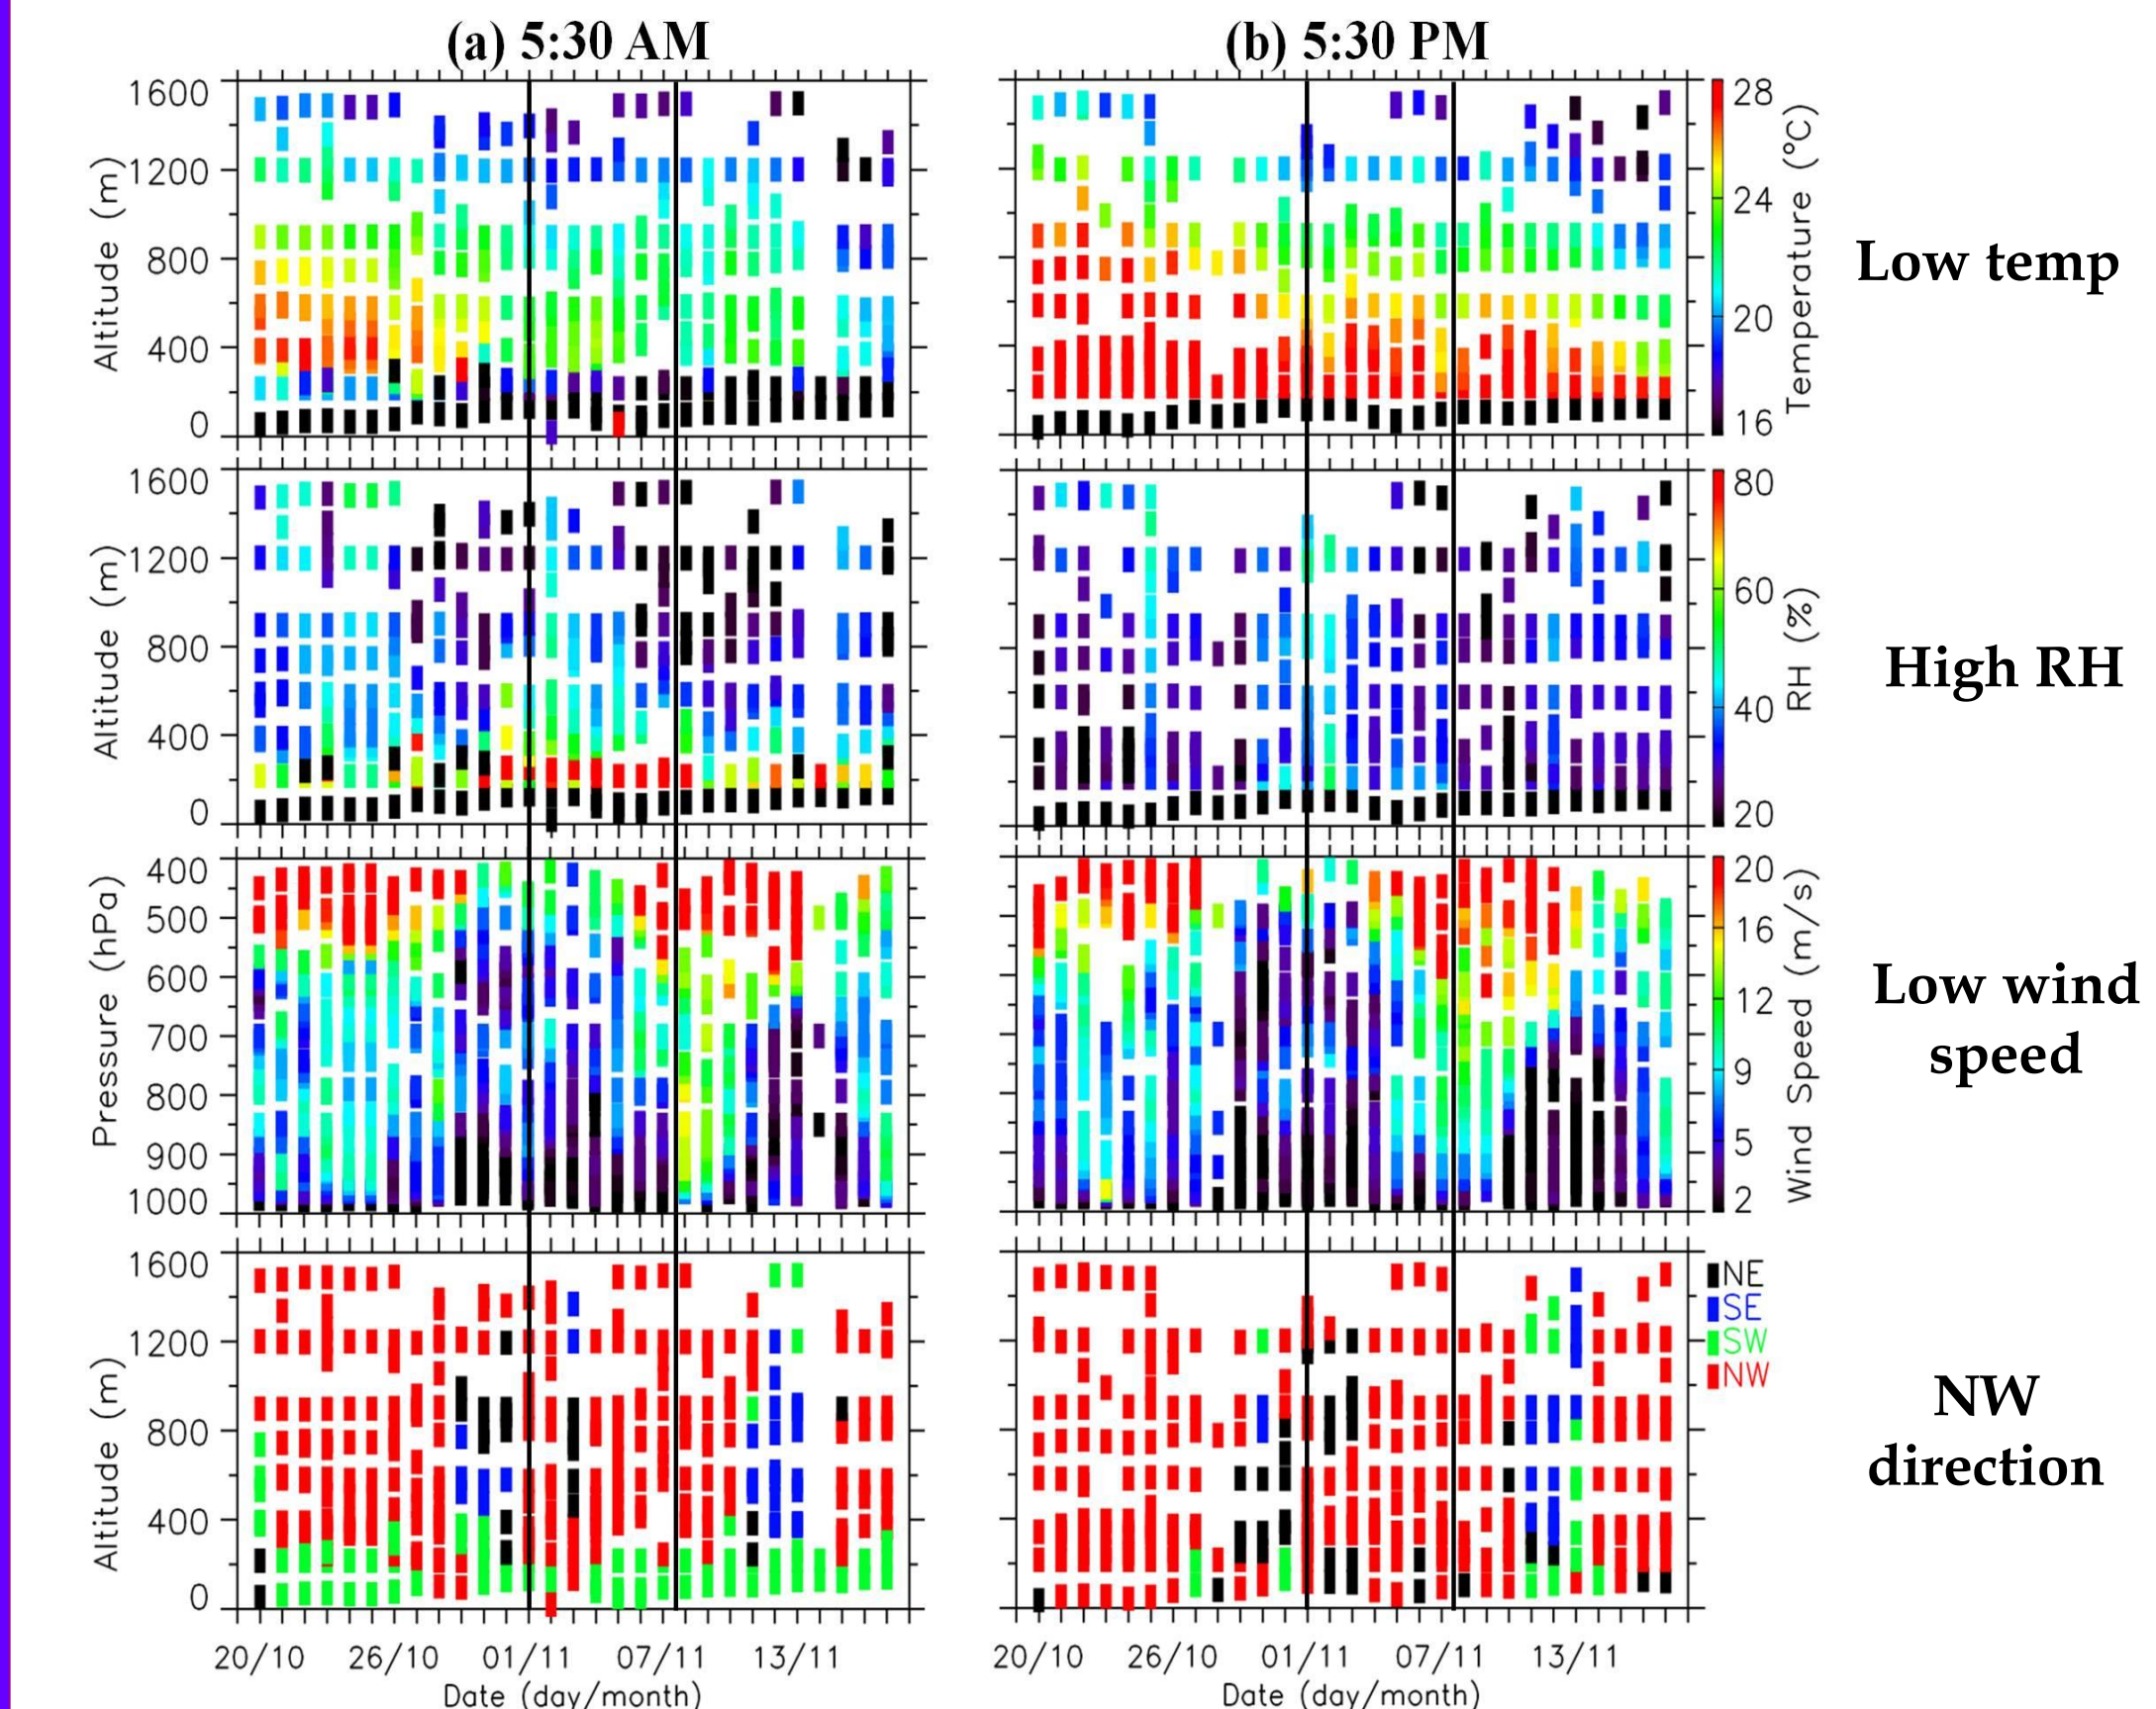 (a) 5:30 AM
(b) 5:30 PM
1600
1200
800
400
0
Altitude (m)
28
24
20
16
Temperature (°C)
Low temp
1600
1200
800
400
0
Altitude (m)
80
60
40
20
RH (%)
High RH
400
500
600
700
800
900
1000
Pressure (hPa)
20
16
12
9
5
2
Wind Speed (m/s)
Low wind
speed
1600
1200
800
400
0
Altitude (m)
NE
SE
SW
NW
NW
direction
20/10 26/10 01/11 07/11 13/11
Date (day/month)
20/10 26/10 01/11 07/11 13/11
Date (day/month)